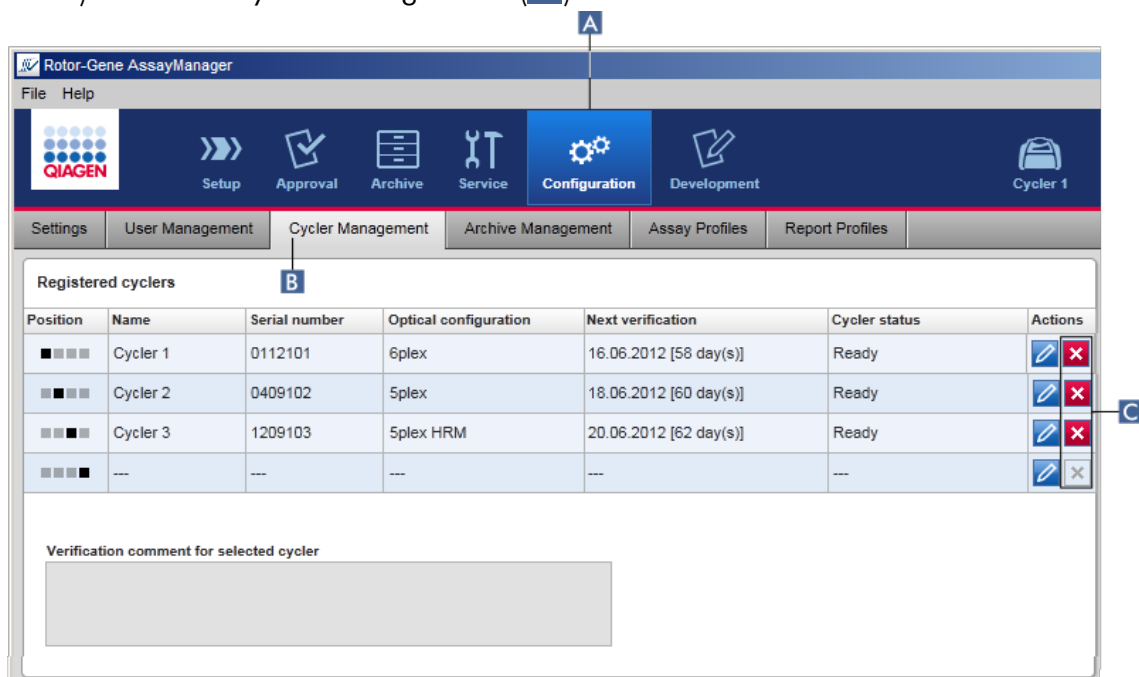 A
Rotor-Gene AssayManager
File Help
QIAGEN
Setup Approval Archive Service Configuration Development Cycler 1
Settings User Management Cycler Management Archive Management Assay Profiles Report Profiles
Registered cyclers B
Position Name Serial number Optical configuration Next verification Cycler status Actions
Cycler 1 0112101 6plex 16.06.2012 [58 day(s)] Ready
Cycler 2 0409102 5plex 18.06.2012 [60 day(s)] Ready
C
Cycler 3 1209103 5plex HRM 20.06.2012 [62 day(s)] Ready
--- --- --- --- ---
Verification comment for selected cycler